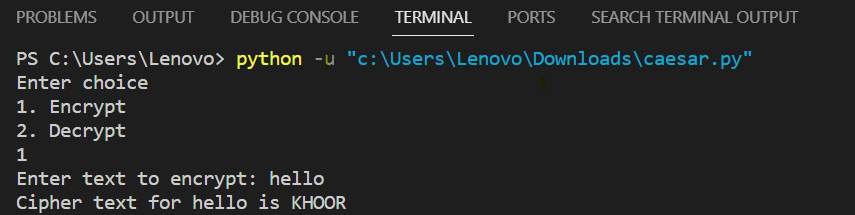 PROBLEMS OUTPUT DEBUG CONSOLE TERMINAL PORTS SEARCH TERMINAL OUTPUT
PS C:\Users\Lenovo> python -u "c:\Users\Lenovo\Downloads\caesar.py"
Enter choice
1. Encrypt
2. Decrypt
1
Enter text to encrypt: hello
Cipher text for hello is KHOOR